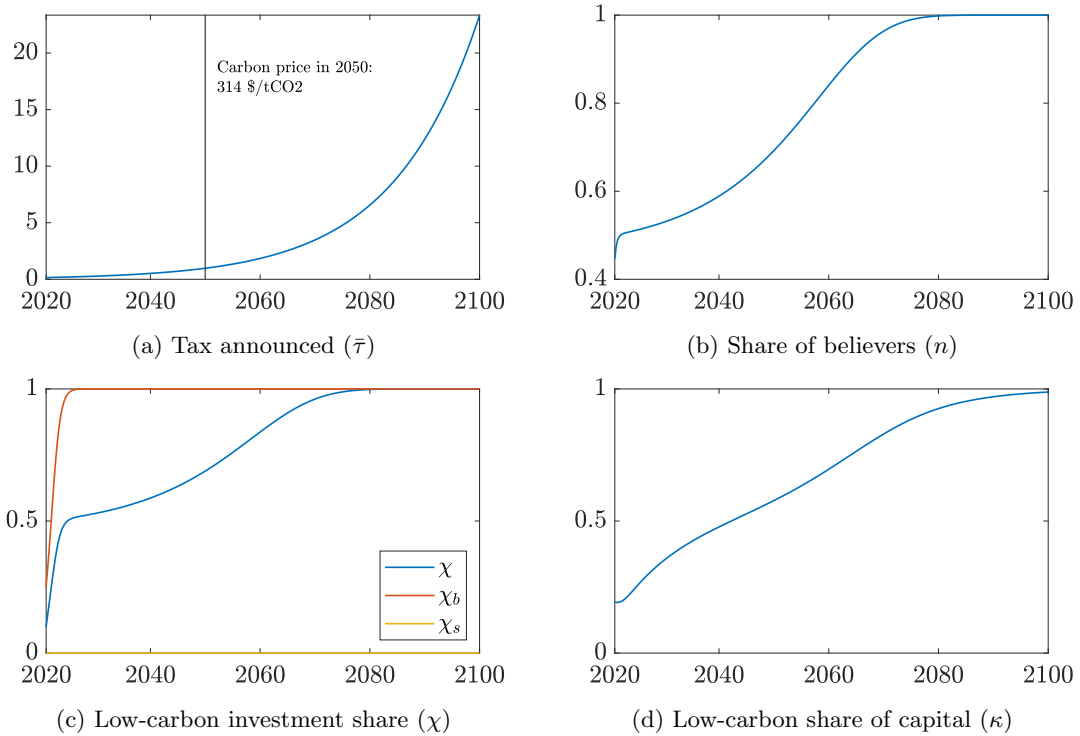 20
15
10
5
0
2020 2040 2060 2080 2100
Carbon price in 2050:
314 $/tCO2
(a) Tax announced (τ̄)
1
0.8
0.6
0.4
2020 2040 2060 2080 2100
(b) Share of believers (n)
1
0.5
0
2020 2040 2060 2080 2100
χ
χ_b
χ_s
(c) Low-carbon investment share (χ)
1
0.5
0
2020 2040 2060 2080 2100
(d) Low-carbon share of capital (κ)